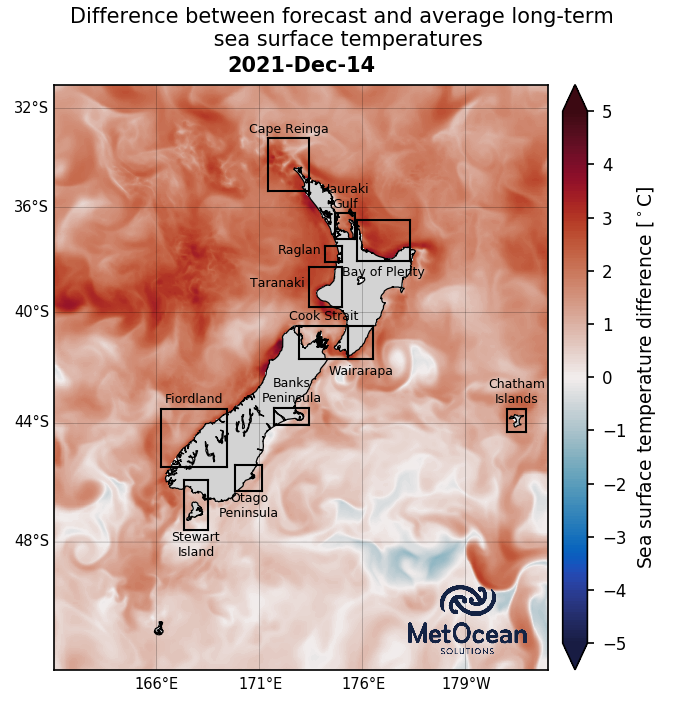 Difference between forecast and average long-term
sea surface temperatures
2021-Dec-14
32°S
36°S
40°S
44°S
48°S
Cape Reinga
Hauraki
Gulf
Raglan
Bay of Plenty
Taranaki
Cook Strait
Wairarapa
Banks
Peninsula
Fiordland
Chatham
Islands
Otago
Peninsula
Stewart
Island
MetOcean
SOLUTIONS
166°E
171°E
176°E
179°W
5
4
3
2
1
0
−1
−2
−3
−4
−5
Sea surface temperature difference [°C]